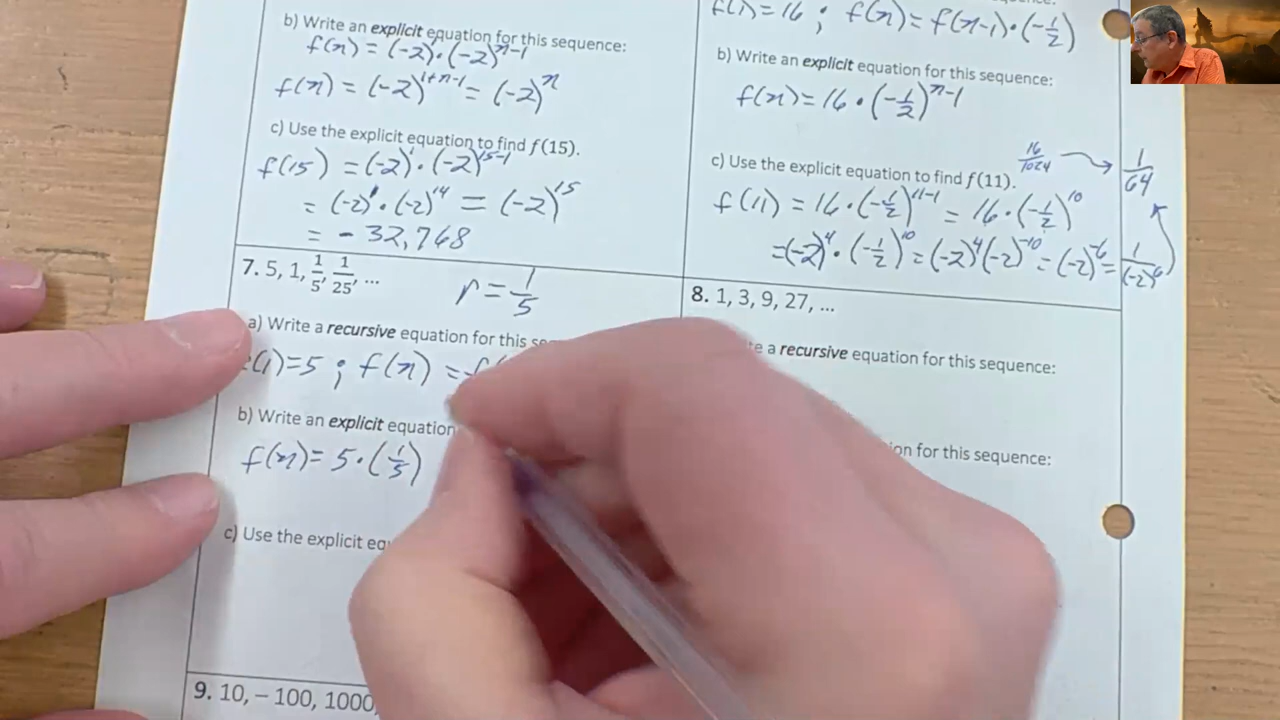 b) Write an explicit equation for this sequence:
f(n) = (-2)¹·(-2)ⁿ⁻¹
f(n) = (-2)¹⁺ⁿ⁻¹ = (-2)ⁿ
c) Use the explicit equation to find f(15).
f(15) = (-2)¹·(-2)¹⁵⁻¹
= (-2)¹·(-2)¹⁴ = (-2)¹⁵
= -32,768
f(1) = 16 ; f(n) = f(n-1)·(-1/2)
b) Write an explicit equation for this sequence:
f(n) = 16·(-1/2)ⁿ⁻¹
c) Use the explicit equation to find f(11).
16/1024 → 1/64
f(11) = 16·(-1/2)¹¹⁻¹ = 16·(-1/2)¹⁰
= (-2)⁴·(-1/2)¹⁰ = (-2)⁴(-2)⁻¹⁰ = (-2)⁻⁶ = 1/(-2)⁶
7. 5, 1, 1/5, 1/25, ...
r = 1/5
a) Write a recursive equation for this
(1) = 5 ; f(n) =
b) Write an explicit equation
f(n) = 5·(1/5)
c) Use the explicit
8. 1, 3, 9, 27, ...
a recursive equation for this sequence:
for this sequence:
9. 10, – 100, 1000,